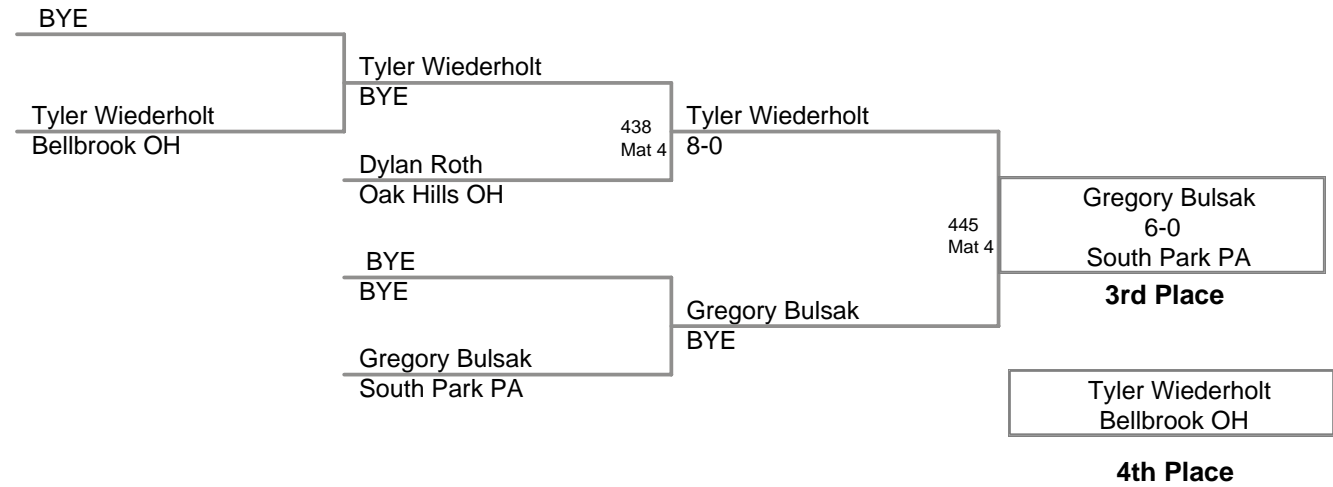 BYE
Tyler Wiederholt
Bellbrook OH
Tyler Wiederholt
BYE
Dylan Roth
Oak Hills OH
438
Mat 4
Tyler Wiederholt
8-0
BYE
BYE
Gregory Bulsak
South Park PA
Gregory Bulsak
BYE
445
Mat 4
Gregory Bulsak
6-0
South Park PA
3rd Place
Tyler Wiederholt
Bellbrook OH
4th Place